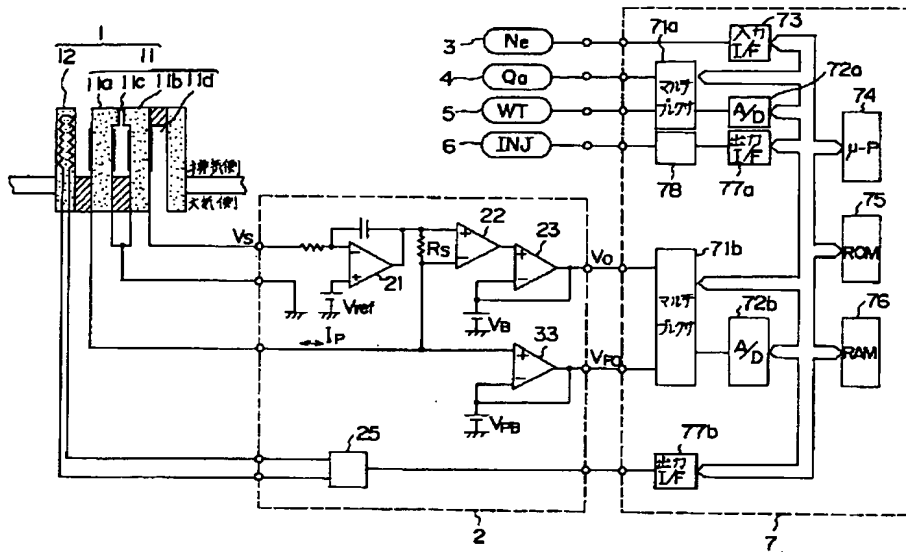 1
11
12
11a 11c 11b 11d
排気側
大気側
3 Ne
4 Qa
5 WT
6 INJ
71a
マルチ
プレクサ
73
入力
I/F
72a
A/D
77a
出力
I/F
78
74
μ-P
75
ROM
76
RAM
Vs
21
Vref
Rs
22
23
VB
Vo
IP
33
VPB
VPO
25
2
71b
マルチ
プレクサ
72b
A/D
77b
出力
I/F
7